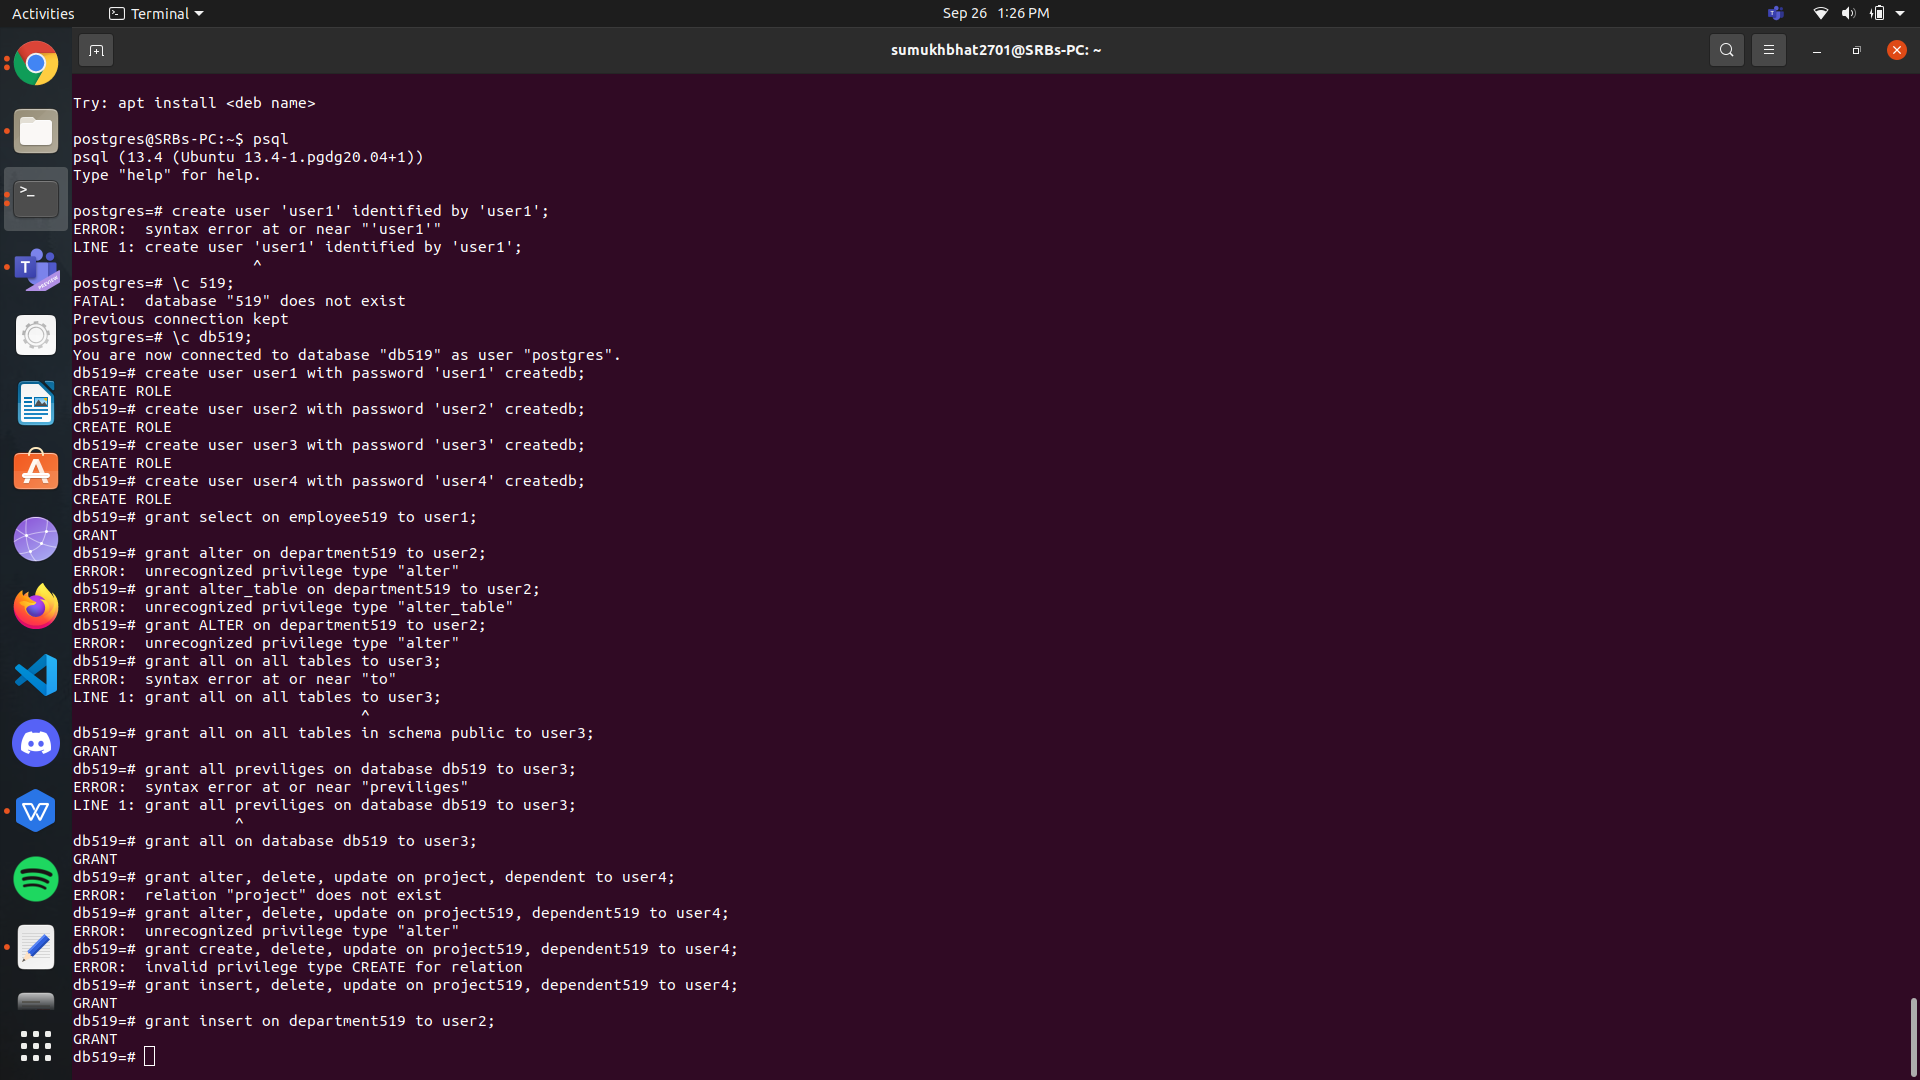 Activities
Terminal
Sep 26 1:26 PM
sumukhbhat2701@SRBs-PC: ~
Try: apt install <deb name>
postgres@SRBs-PC:~$ psql
psql (13.4 (Ubuntu 13.4-1.pgdg20.04+1))
Type "help" for help.
postgres=# create user 'user1' identified by 'user1';
ERROR:  syntax error at or near "'user1'"
LINE 1: create user 'user1' identified by 'user1';
^
postgres=# \c 519;
FATAL:  database "519" does not exist
Previous connection kept
postgres=# \c db519;
You are now connected to database "db519" as user "postgres".
db519=# create user user1 with password 'user1' createdb;
CREATE ROLE
db519=# create user user2 with password 'user2' createdb;
CREATE ROLE
db519=# create user user3 with password 'user3' createdb;
CREATE ROLE
db519=# create user user4 with password 'user4' createdb;
CREATE ROLE
db519=# grant select on employee519 to user1;
GRANT
db519=# grant alter on department519 to user2;
ERROR:  unrecognized privilege type "alter"
db519=# grant alter_table on department519 to user2;
ERROR:  unrecognized privilege type "alter_table"
db519=# grant ALTER on department519 to user2;
ERROR:  unrecognized privilege type "alter"
db519=# grant all on all tables to user3;
ERROR:  syntax error at or near "to"
LINE 1: grant all on all tables to user3;
^
db519=# grant all on all tables in schema public to user3;
GRANT
db519=# grant all previliges on database db519 to user3;
ERROR:  syntax error at or near "previliges"
LINE 1: grant all previliges on database db519 to user3;
^
db519=# grant all on database db519 to user3;
GRANT
db519=# grant alter, delete, update on project, dependent to user4;
ERROR:  relation "project" does not exist
db519=# grant alter, delete, update on project519, dependent519 to user4;
ERROR:  unrecognized privilege type "alter"
db519=# grant create, delete, update on project519, dependent519 to user4;
ERROR:  invalid privilege type CREATE for relation
db519=# grant insert, delete, update on project519, dependent519 to user4;
GRANT
db519=# grant insert on department519 to user2;
GRANT
db519=#